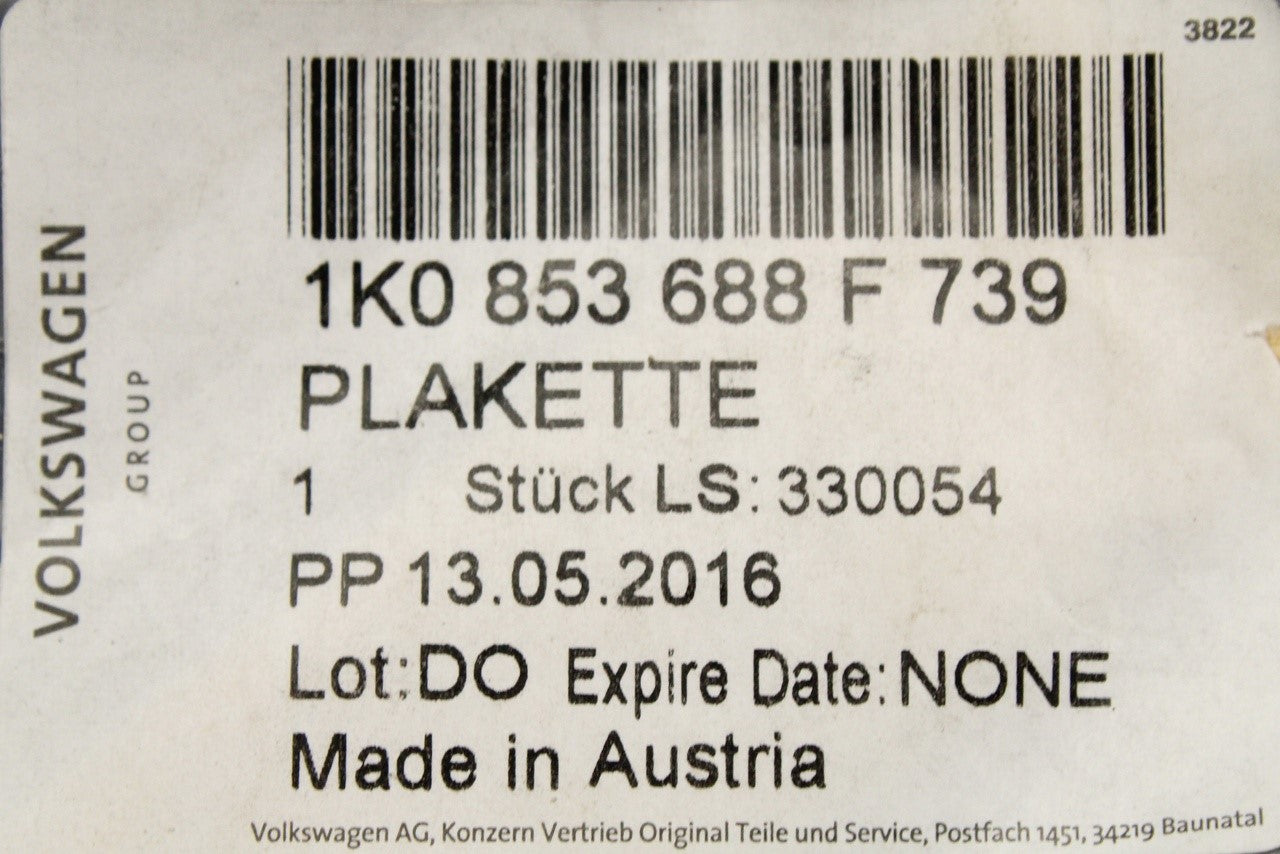 3822
VOLKSWAGEN
GROUP
1K0 853 688 F 739
PLAKETTE
1 Stück LS: 330054
PP 13.05.2016
Lot:DO Expire Date:NONE
Made in Austria
Volkswagen AG, Konzern Vertrieb Original Teile und Service, Postfach 1451, 34219 Baunatal